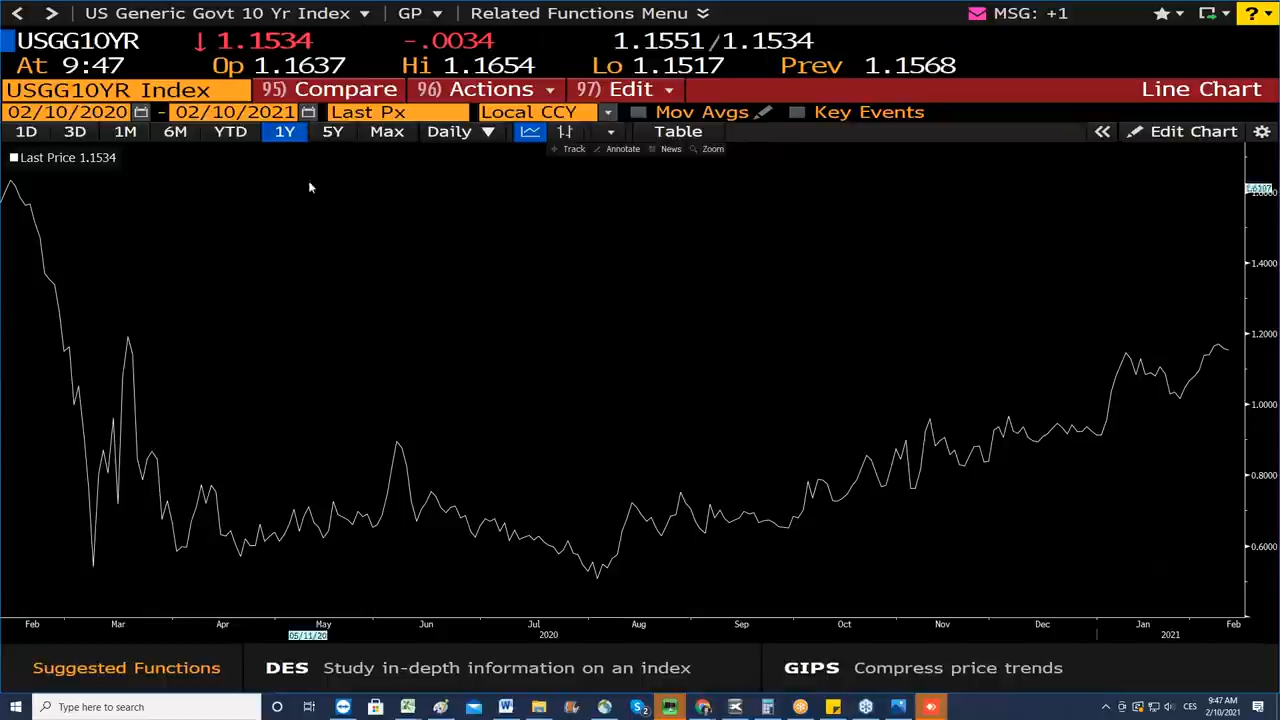 US Generic Govt 10 Yr Index GP Related Functions Menu MSG: +1 ?
USGG10YR ↓ 1.1534 -.0034 1.1551/1.1534
At 9:47 Op 1.1637 Hi 1.1654 Lo 1.1517 Prev 1.1568
USGG10YR Index 95) Compare 96) Actions 97) Edit Line Chart
02/10/2020 - 02/10/2021 Last Px Local CCY Mov Avgs Key Events
1D 3D 1M 6M YTD 1Y 5Y Max Daily ▼ Table « Edit Chart
Track Annotate News Zoom
Last Price 1.1534
1.4000
1.2000
1.0000
0.8000
0.6000
Feb Mar Apr May Jun Jul Aug Sep Oct Nov Dec Jan Feb
05/11/20 2020 2021
Suggested Functions DES Study in-depth information on an index GIPS Compress price trends
Type here to search CES 9:47 AM
2/10/2021